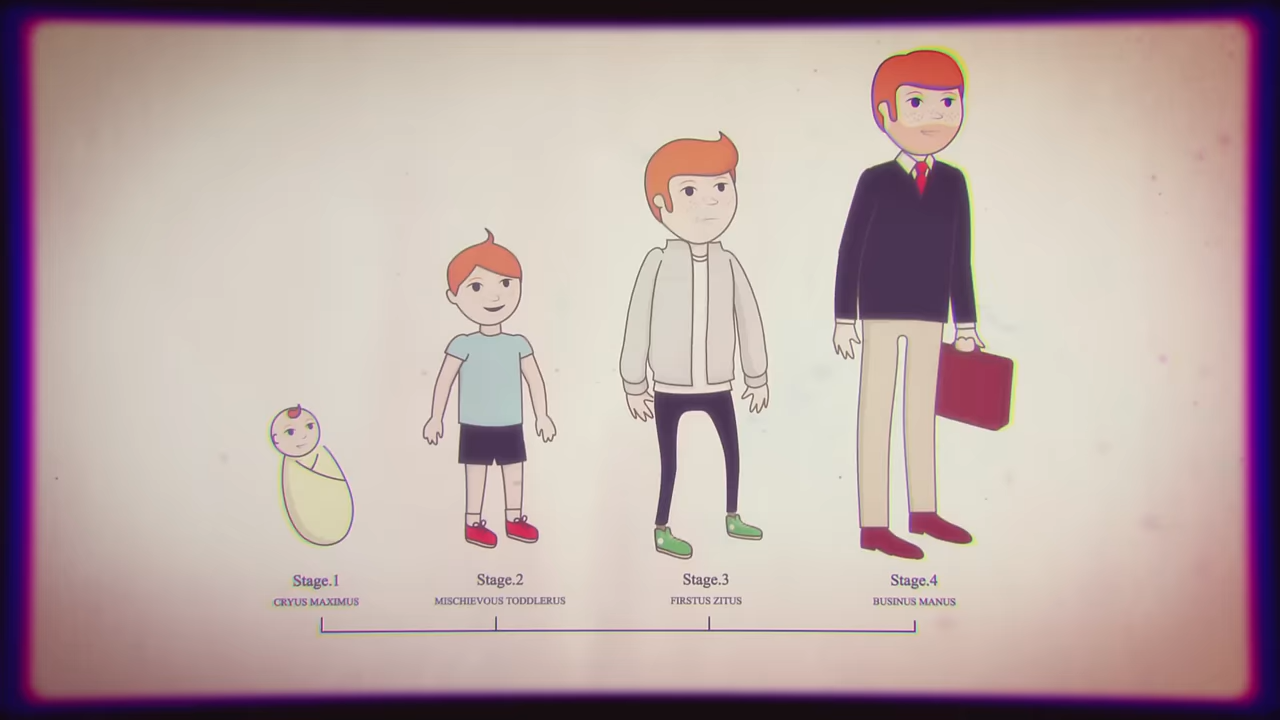 Stage.1
CRYUS MAXIMUS
Stage.2
MISCHIEVOUS TODDLERUS
Stage.3
FIRSTUS ZITUS
Stage.4
BUSINUS MANUS